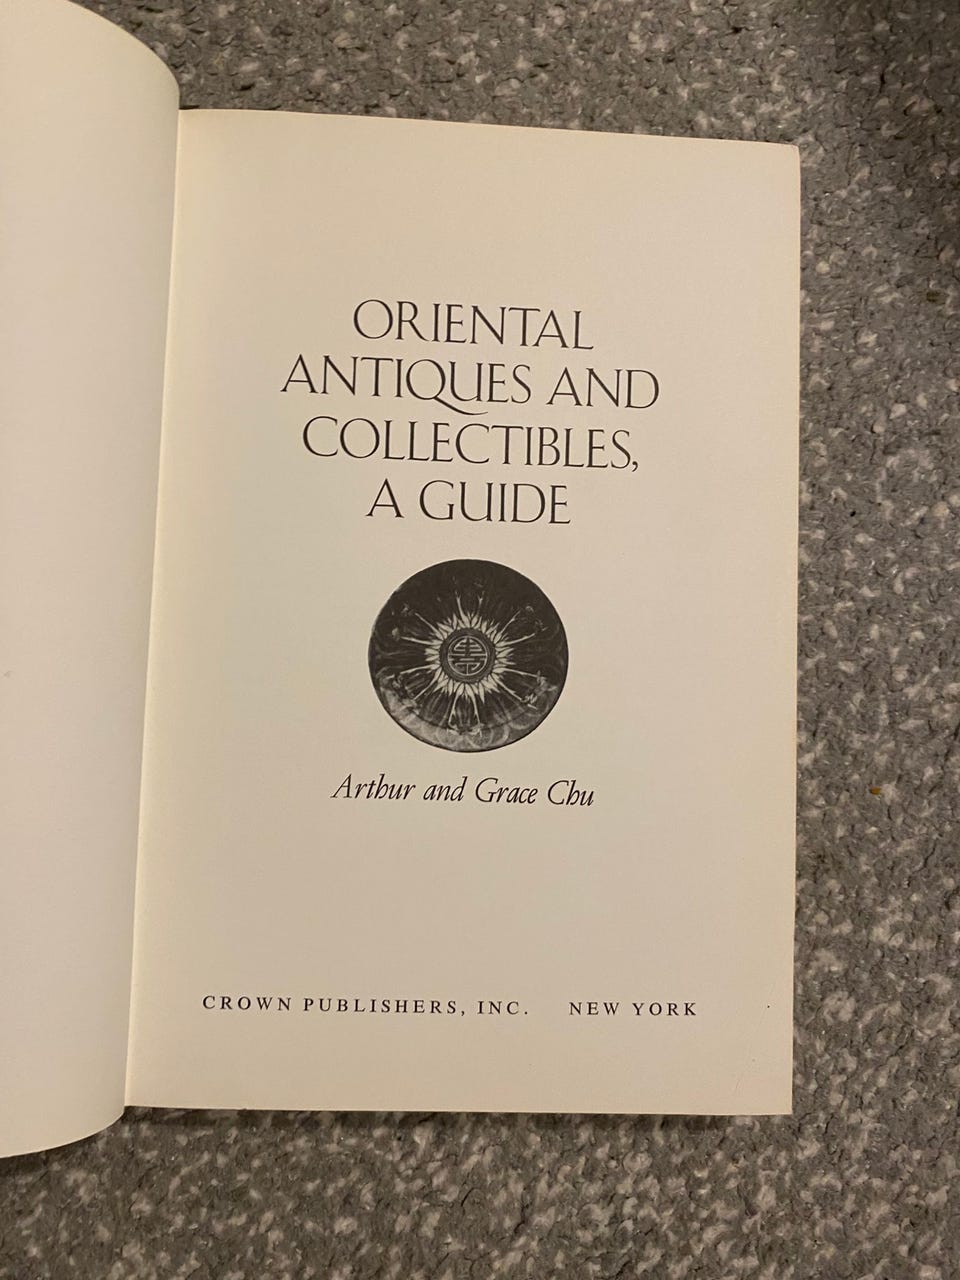 ORIENTAL
ANTIQUES AND
COLLECTIBLES,
A GUIDE
Arthur and Grace Chu
CROWN PUBLISHERS, INC. NEW YORK